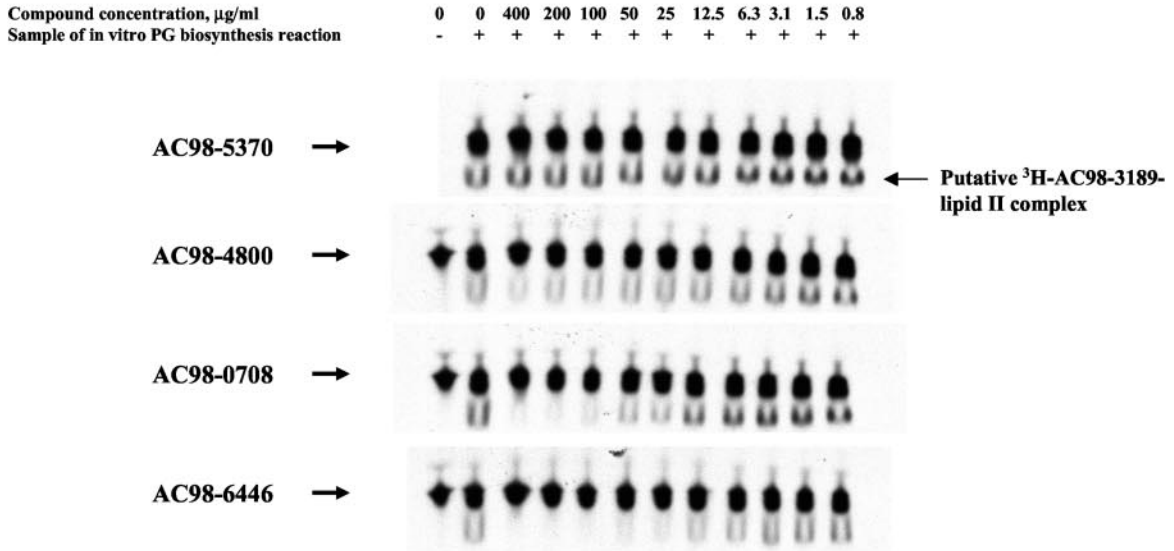 Compound concentration, µg/ml 0 0 400 200 100 50 25 12.5 6.3 3.1 1.5 0.8
Sample of in vitro PG biosynthesis reaction - + + + + + + + + + + +
AC98-5370
Putative ³H-AC98-3189-
lipid II complex
AC98-4800
AC98-0708
AC98-6446